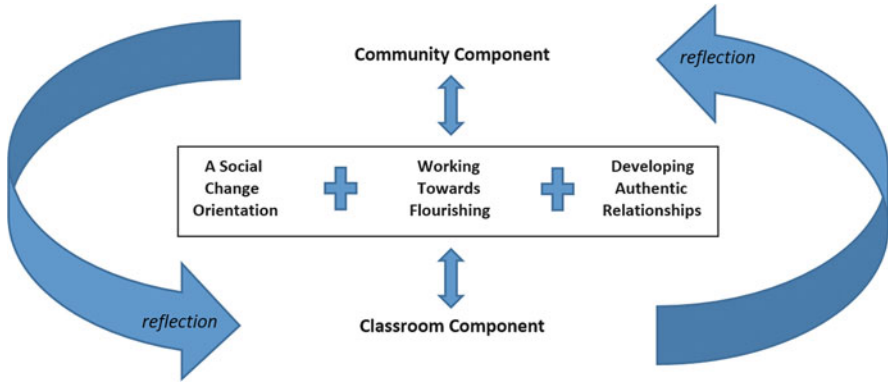 Community Component
reflection
A Social
Change
Orientation
Working
Towards
Flourishing
Developing
Authentic
Relationships
reflection
Classroom Component